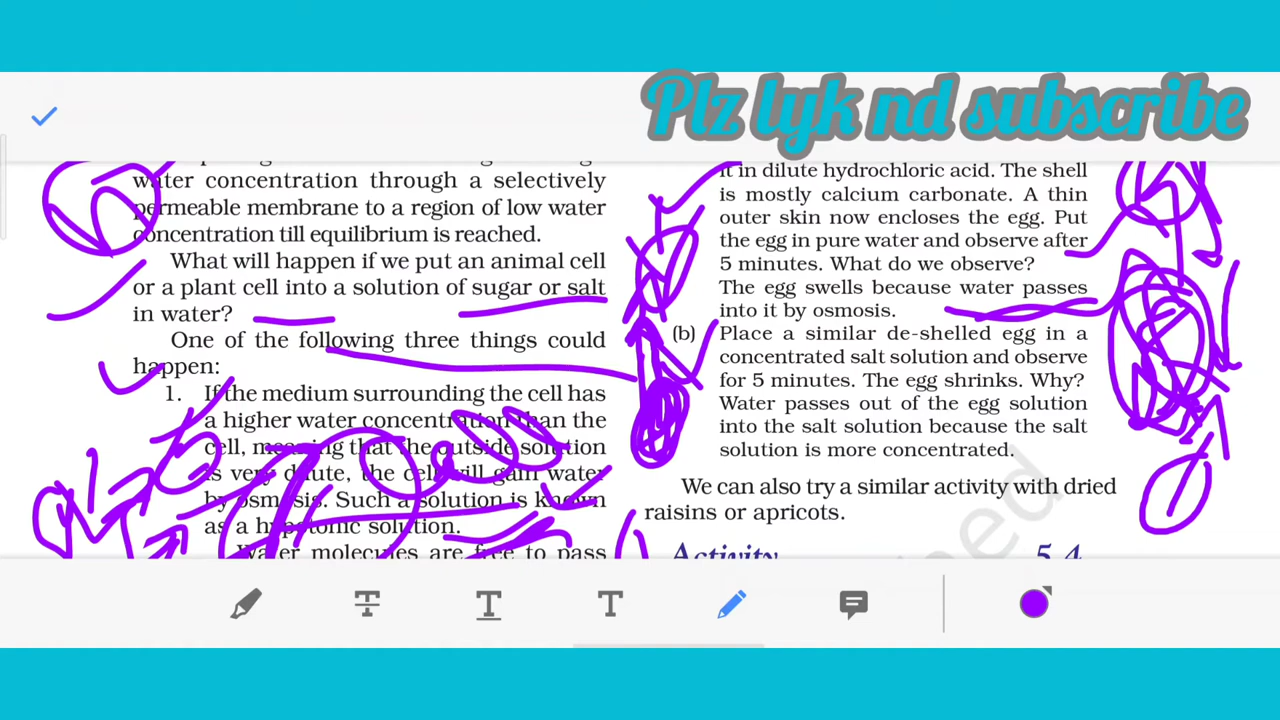 Plz lyk nd subscribe
water concentration through a selectively
permeable membrane to a region of low water
concentration till equilibrium is reached.
What will happen if we put an animal cell
or a plant cell into a solution of sugar or salt
in water?
One of the following three things could
happen:
1. If the medium surrounding the cell has
a higher water concentration than the
cell, meaning that the outside solution
is very dilute, the cell will gain water
by osmosis. Such a solution is known
as a hypotonic solution.
Water molecules are free to pass
it in dilute hydrochloric acid. The shell
is mostly calcium carbonate. A thin
outer skin now encloses the egg. Put
the egg in pure water and observe after
5 minutes. What do we observe?
The egg swells because water passes
into it by osmosis.
(b) Place a similar de-shelled egg in a
concentrated salt solution and observe
for 5 minutes. The egg shrinks. Why?
Water passes out of the egg solution
into the salt solution because the salt
solution is more concentrated.
We can also try a similar activity with dried
raisins or apricots.
Activity 5.4